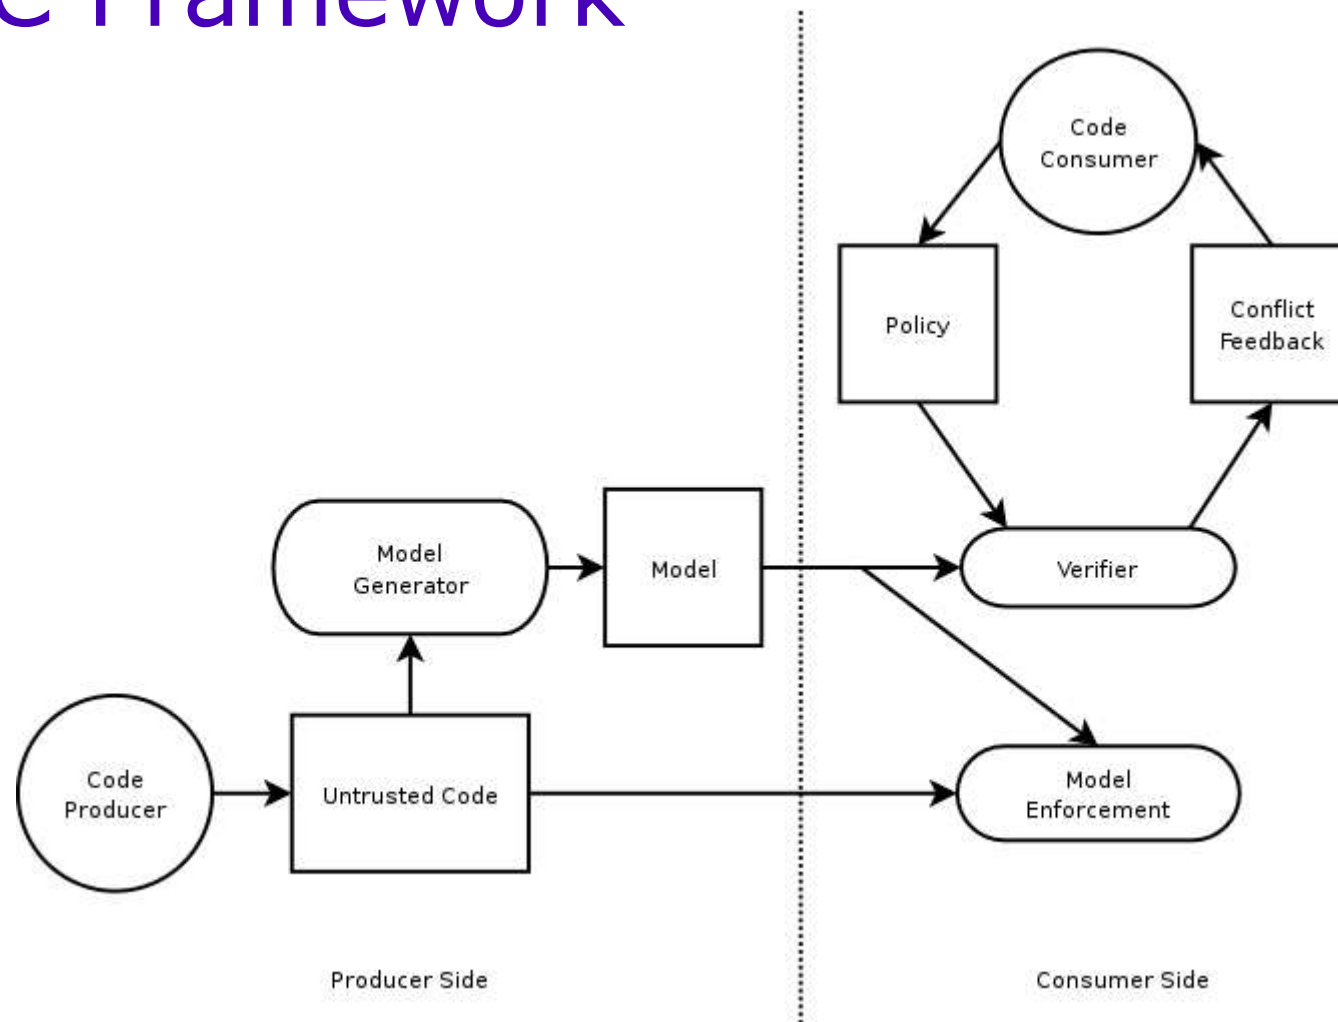 C Framework
Code
Consumer
Policy
Conflict
Feedback
Model
Generator
Model
Verifier
Code
Producer
Untrusted Code
Model
Enforcement
Producer Side
Consumer Side